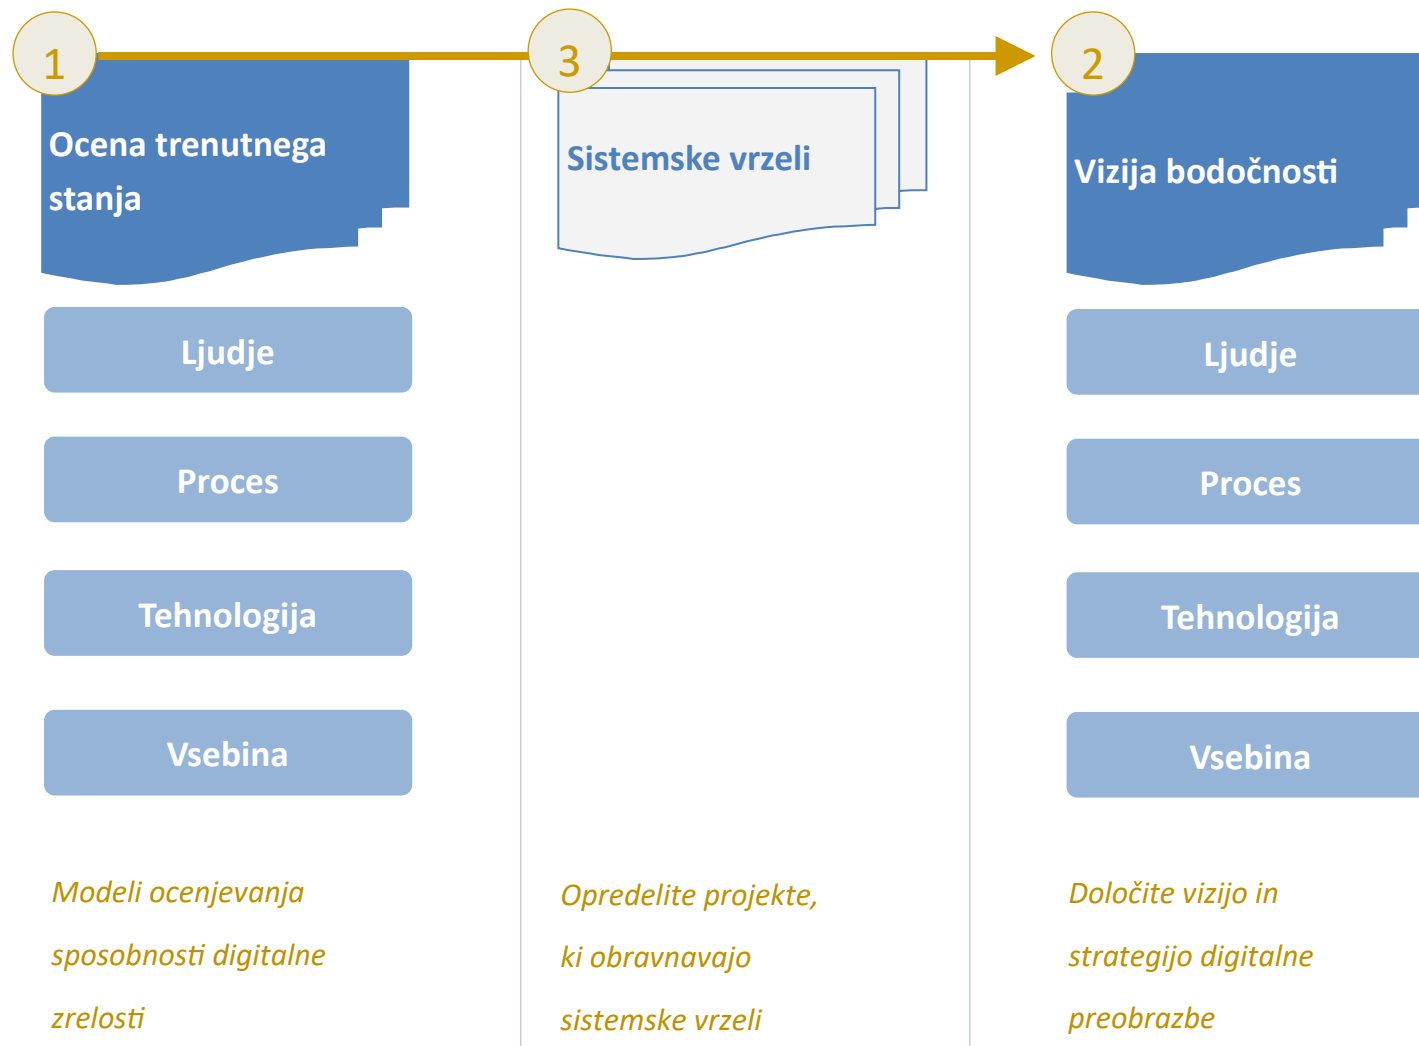 1
3
2
Ocena trenutnega
stanja
Sistemske vrzeli
Vizija bodočnosti
Ljudje
Proces
Tehnologija
Vsebina
Ljudje
Proces
Tehnologija
Vsebina
Modeli ocenjevanja
sposobnosti digitalne
zrelosti
Opredelite projekte,
ki obravnavajo
sistemske vrzeli
Določite vizijo in
strategijo digitalne
preobrazbe